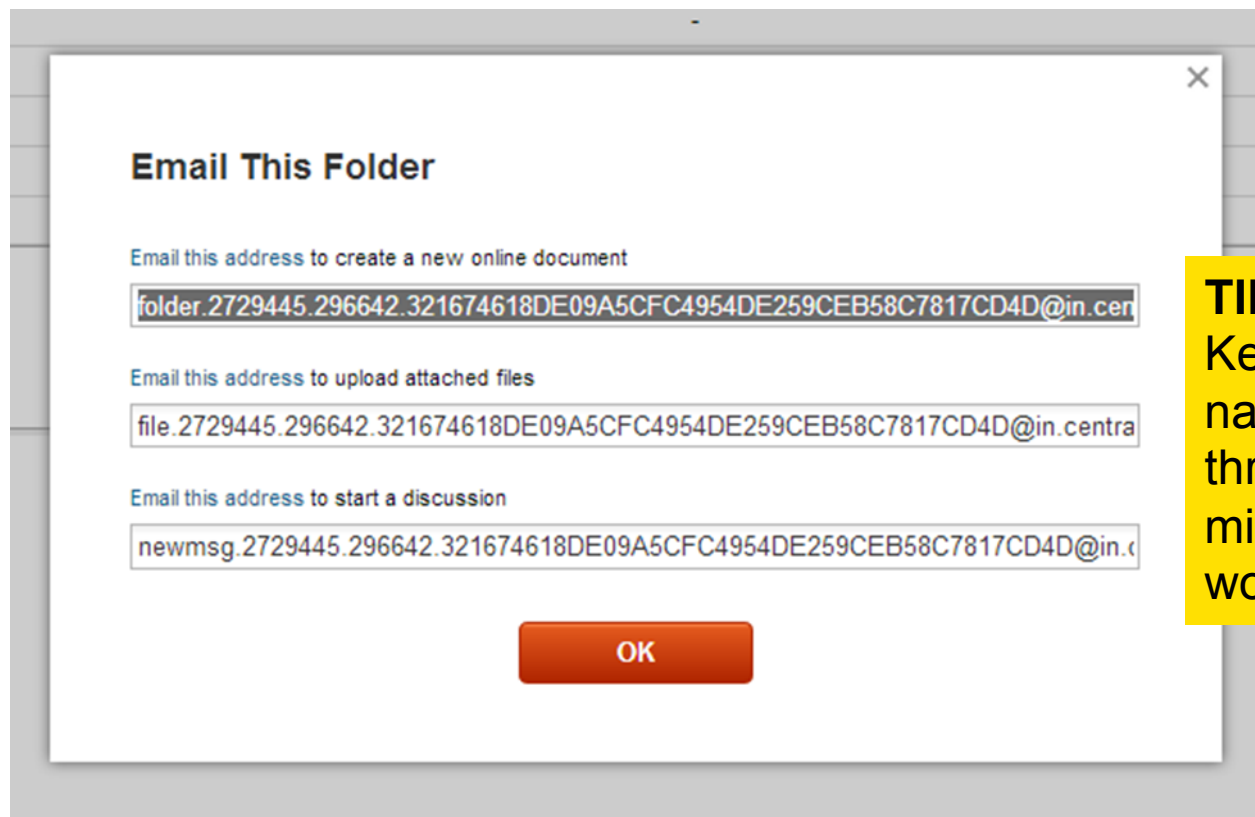 Email This Folder
Email this address to create a new online document
folder.2729445.296642.321674618DE09A5CFC4954DE259CEB58C7817CD4D@in.cen
Email this address to upload attached files
file.2729445.296642.321674618DE09A5CFC4954DE259CEB58C7817CD4D@in.centra
Email this address to start a discussion
newmsg.2729445.296642.321674618DE09A5CFC4954DE259CEB58C7817CD4D@in.
OK